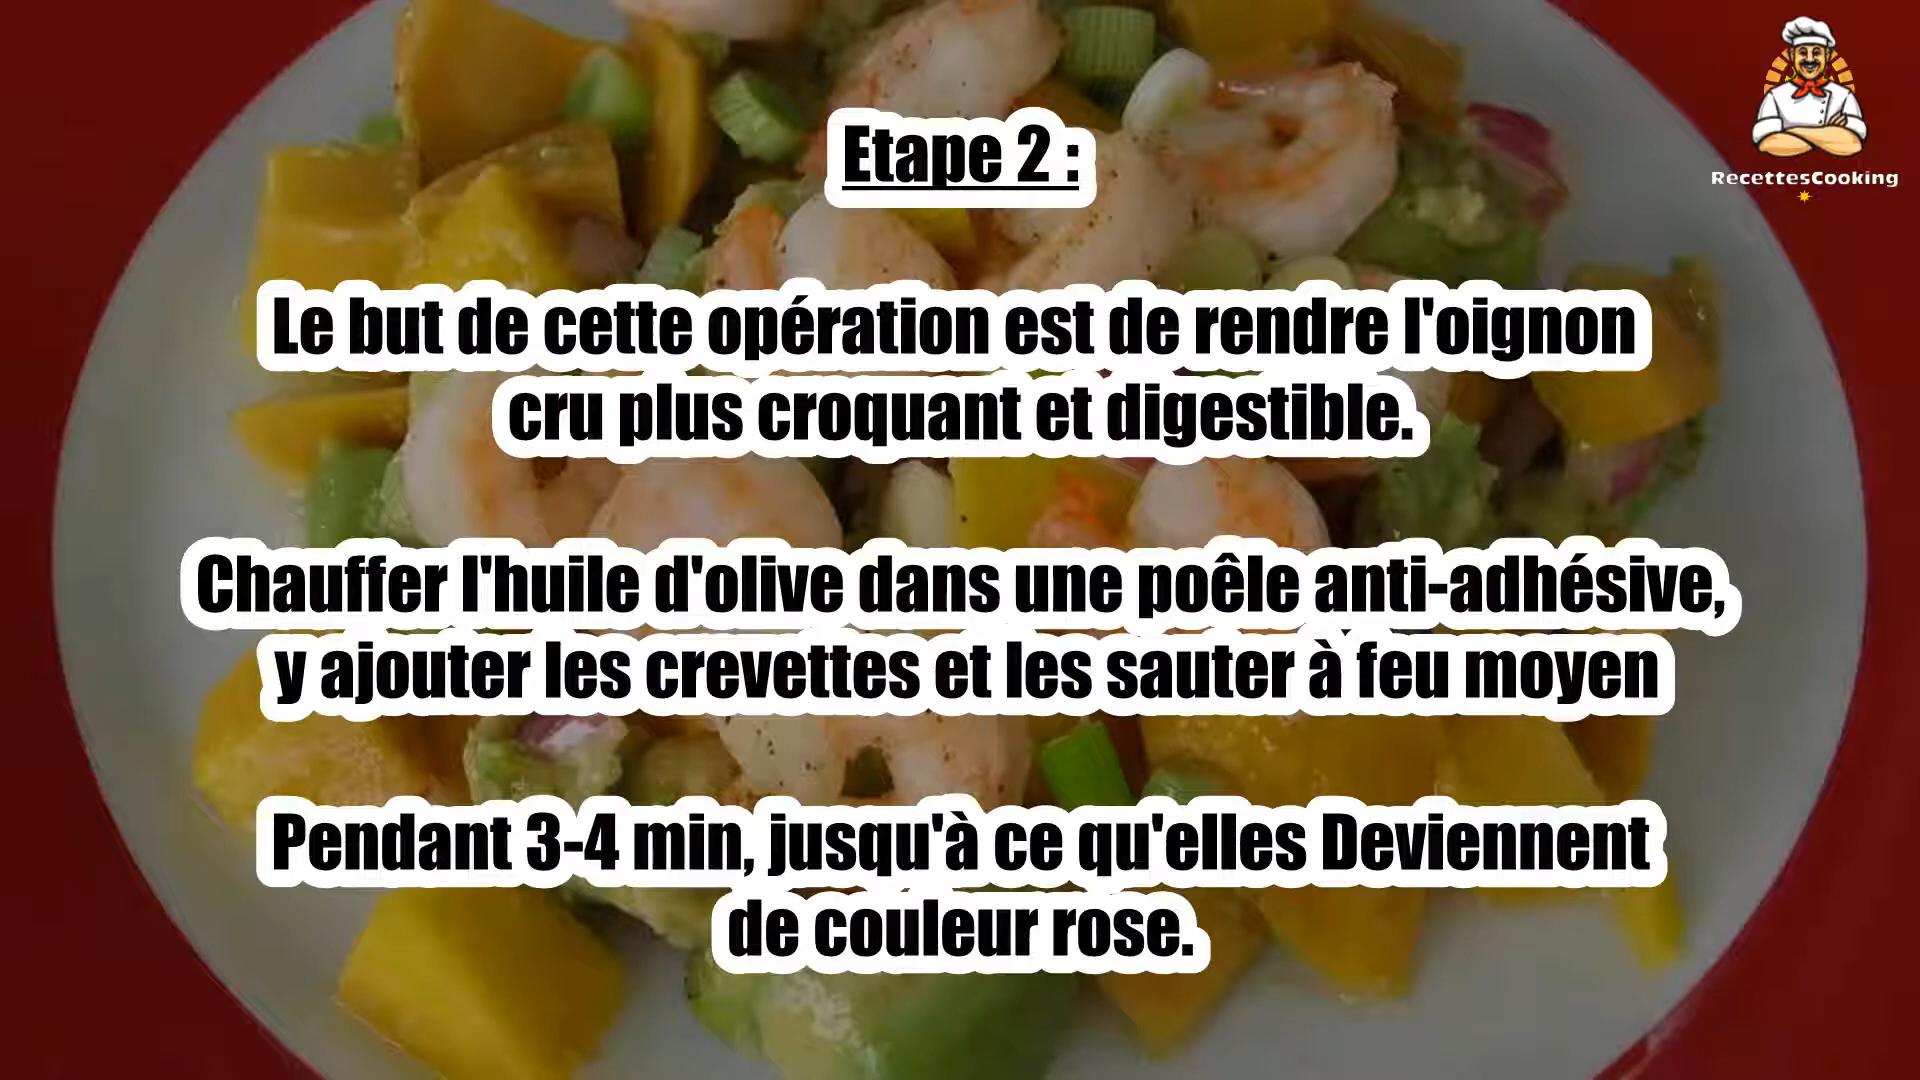 RecettesCooking
Etape 2 :
Le but de cette opération est de rendre l'oignon
cru plus croquant et digestible.
Chauffer l'huile d'olive dans une poêle anti-adhésive,
y ajouter les crevettes et les sauter à feu moyen
Pendant 3-4 min, jusqu'à ce qu'elles Deviennent
de couleur rose.